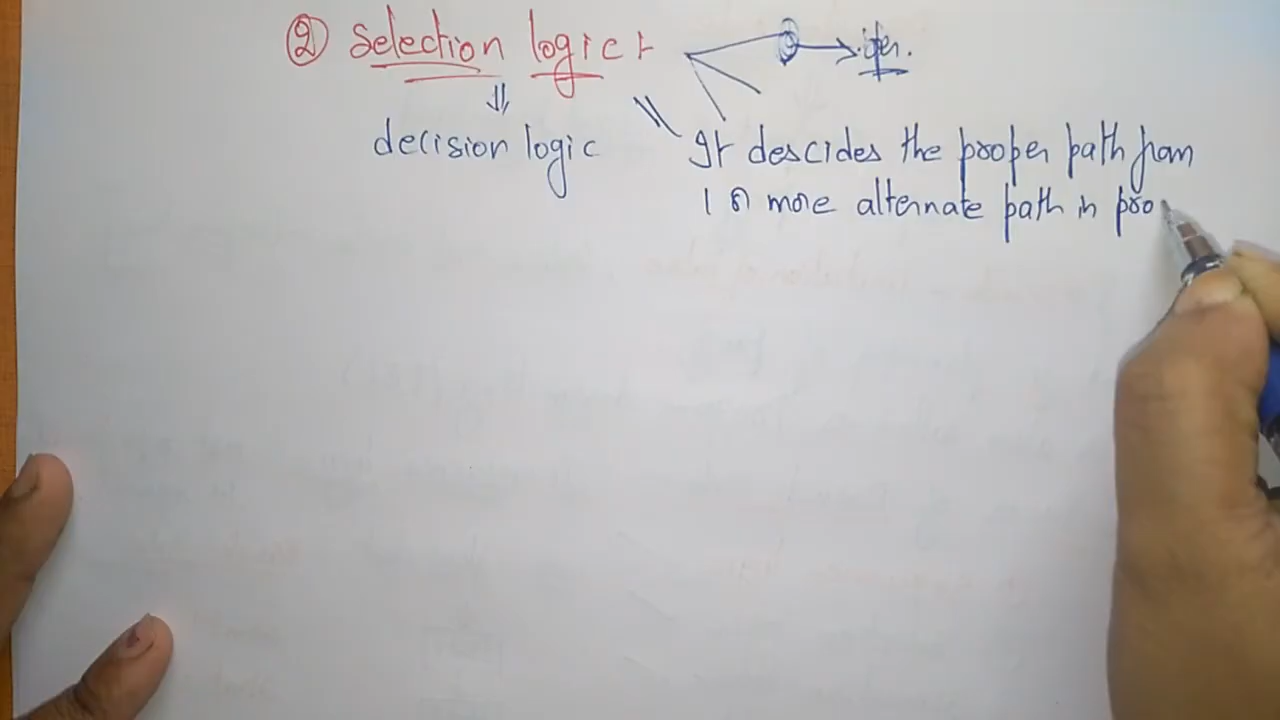 ② Selection logic :-
decision logic
It descides the proper path from
1 or more alternate path in pro